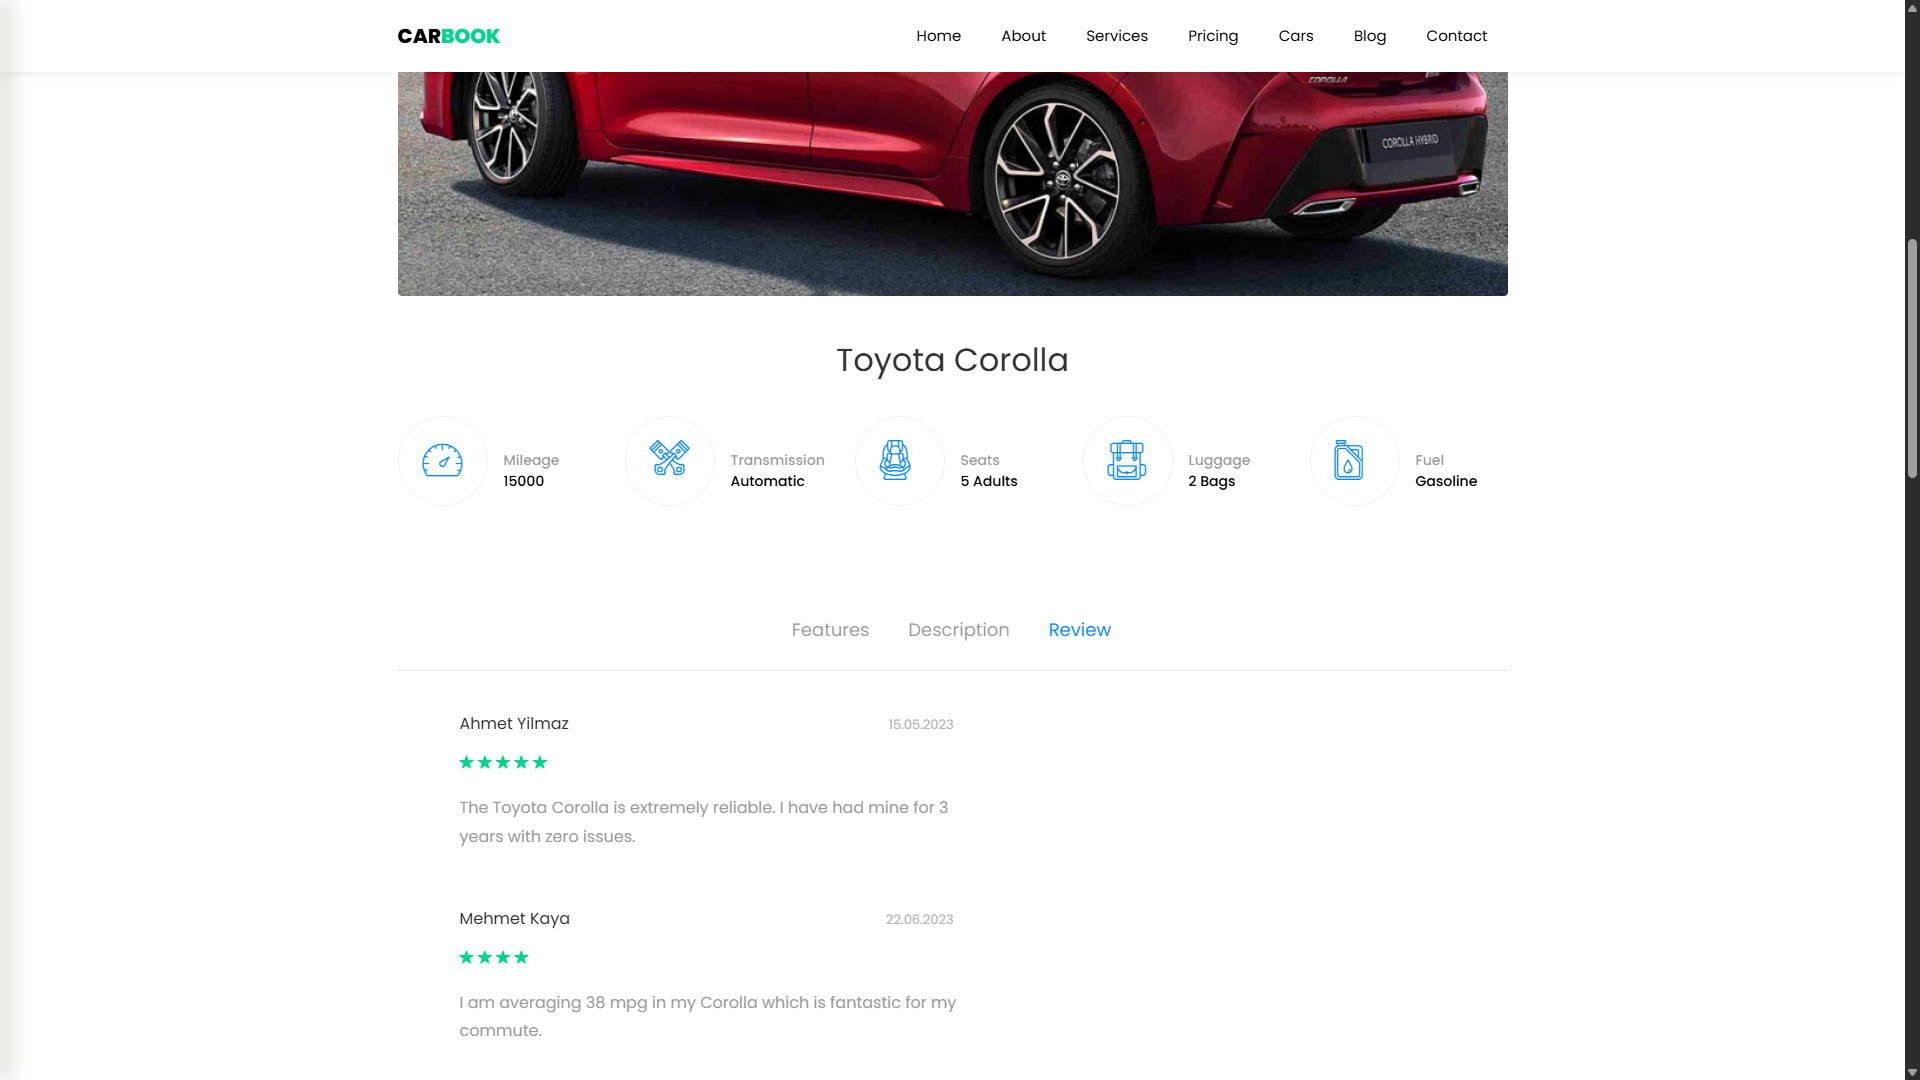 CARBOOK
Home About Services Pricing Cars Blog Contact
COROLLA
COROLLA HYBRID
Toyota Corolla
Mileage
15000
Transmission
Automatic
Seats
5 Adults
Luggage
2 Bags
Fuel
Gasoline
Features Description Review
Ahmet Yilmaz 15.05.2023
The Toyota Corolla is extremely reliable. I have had mine for 3
years with zero issues.
Mehmet Kaya 22.06.2023
I am averaging 38 mpg in my Corolla which is fantastic for my
commute.